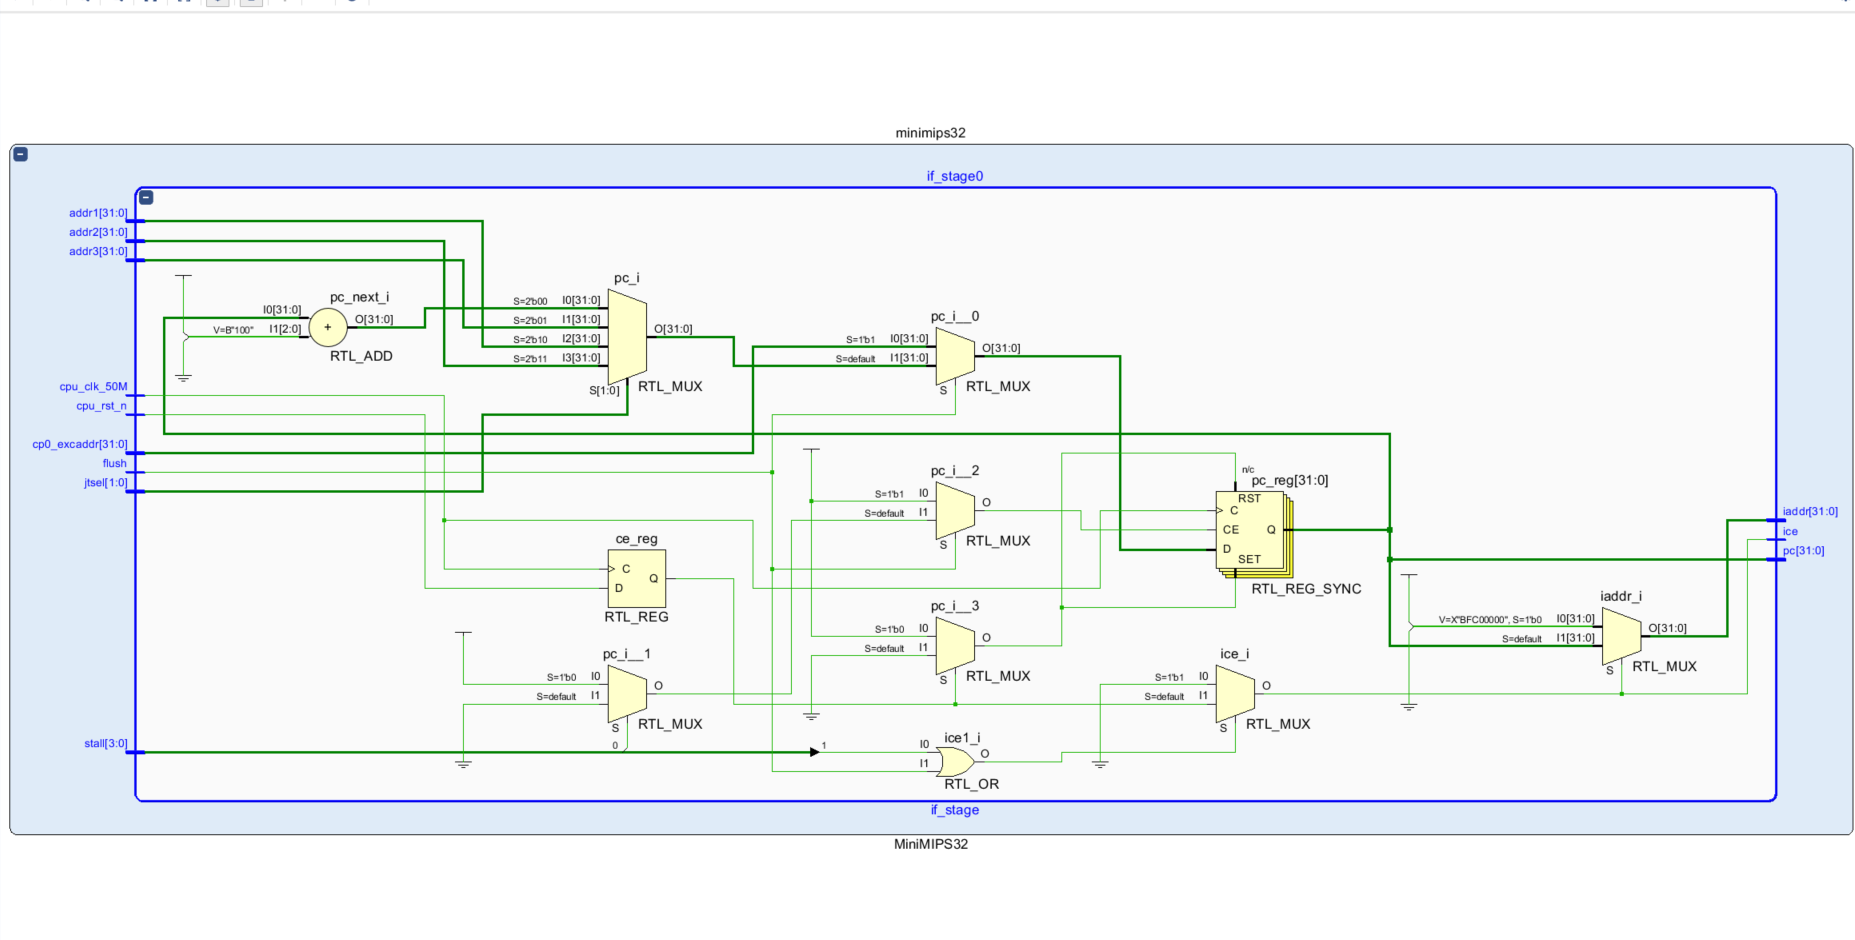 minimips32
if_stage0
addr1[31:0]
addr2[31:0]
addr3[31:0]
pc_next_i
I0[31:0]
V=B"100" I1[2:0]
+
O[31:0]
RTL_ADD
pc_i
S=2'b00 I0[31:0]
S=2'b01 I1[31:0]
S=2'b10 I2[31:0]
S=2'b11 I3[31:0]
S[1:0]
O[31:0]
RTL_MUX
pc_i__0
S=1'b1 I0[31:0]
S=default I1[31:0]
S
O[31:0]
RTL_MUX
cpu_clk_50M
cpu_rst_n
cp0_excaddr[31:0]
flush
jtsel[1:0]
pc_i__2
S=1'b1 I0
S=default I1
S
O
RTL_MUX
n/c
pc_reg[31:0]
RST
C
CE
D
Q
SET
RTL_REG_SYNC
iaddr[31:0]
ice
pc[31:0]
ce_reg
C
D
Q
RTL_REG
pc_i__3
S=1'b0 I0
S=default I1
S
O
RTL_MUX
iaddr_i
V=X"BFC00000", S=1'b0 I0[31:0]
S=default I1[31:0]
S
O[31:0]
RTL_MUX
pc_i__1
S=1'b0 I0
S=default I1
S
O
RTL_MUX
ice_i
S=1'b1 I0
S=default I1
S
O
RTL_MUX
stall[3:0]
0
1
ice1_i
I0
I1
O
RTL_OR
if_stage
MiniMIPS32